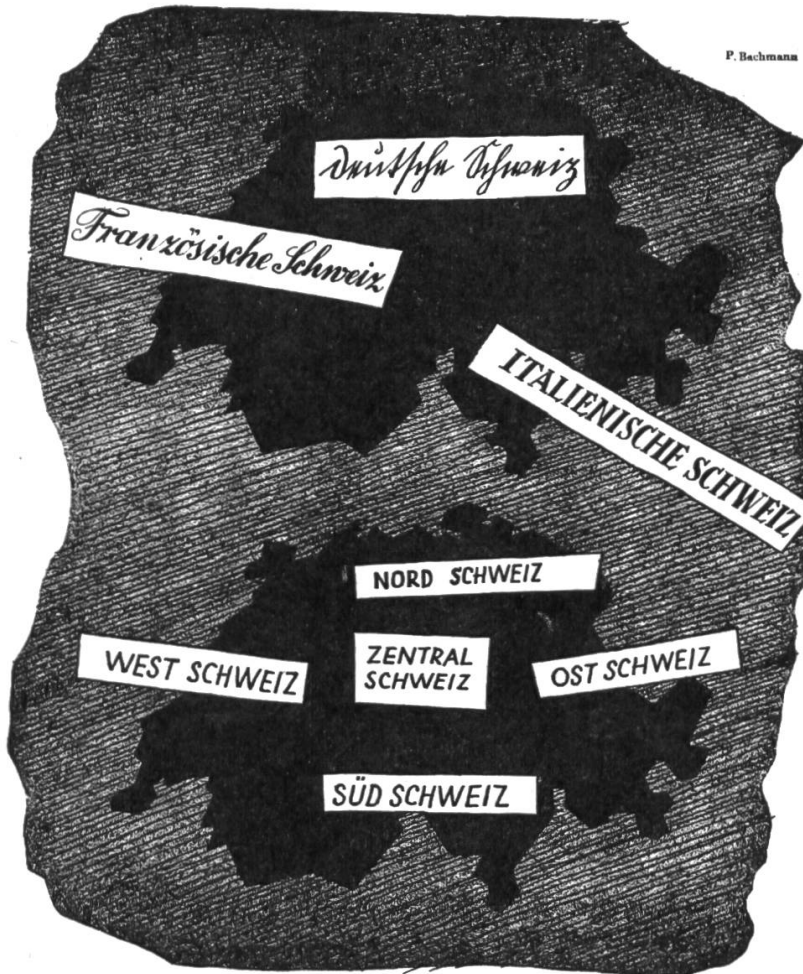 P. Bachmann
Deutsche Schweiz
Französische Schweiz
ITALIENISCHE SCHWEIZ
NORD SCHWEIZ
WEST SCHWEIZ
ZENTRAL
SCHWEIZ
OST SCHWEIZ
SÜD SCHWEIZ